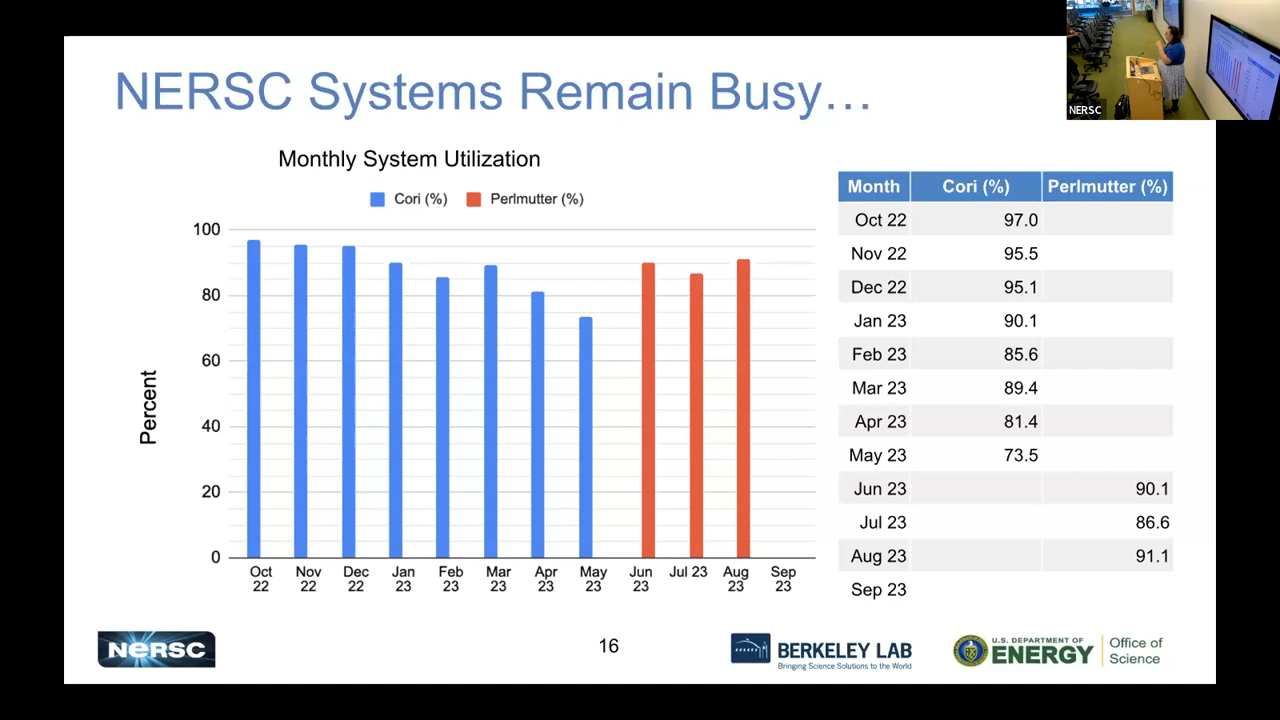 NERSC Systems Remain Busy…
NERSC
Monthly System Utilization
Cori (%)
Perlmutter (%)
Percent
100
80
60
40
20
0
Oct 22
Nov 22
Dec 22
Jan 23
Feb 23
Mar 23
Apr 23
May 23
Jun 23
Jul 23
Aug 23
Sep 23
Month Cori (%) Perlmutter (%)
Oct 22 97.0
Nov 22 95.5
Dec 22 95.1
Jan 23 90.1
Feb 23 85.6
Mar 23 89.4
Apr 23 81.4
May 23 73.5
Jun 23 90.1
Jul 23 86.6
Aug 23 91.1
Sep 23
NERSC
16
BERKELEY LAB
Bringing Science Solutions to the World
U.S. DEPARTMENT OF
ENERGY
Office of
Science